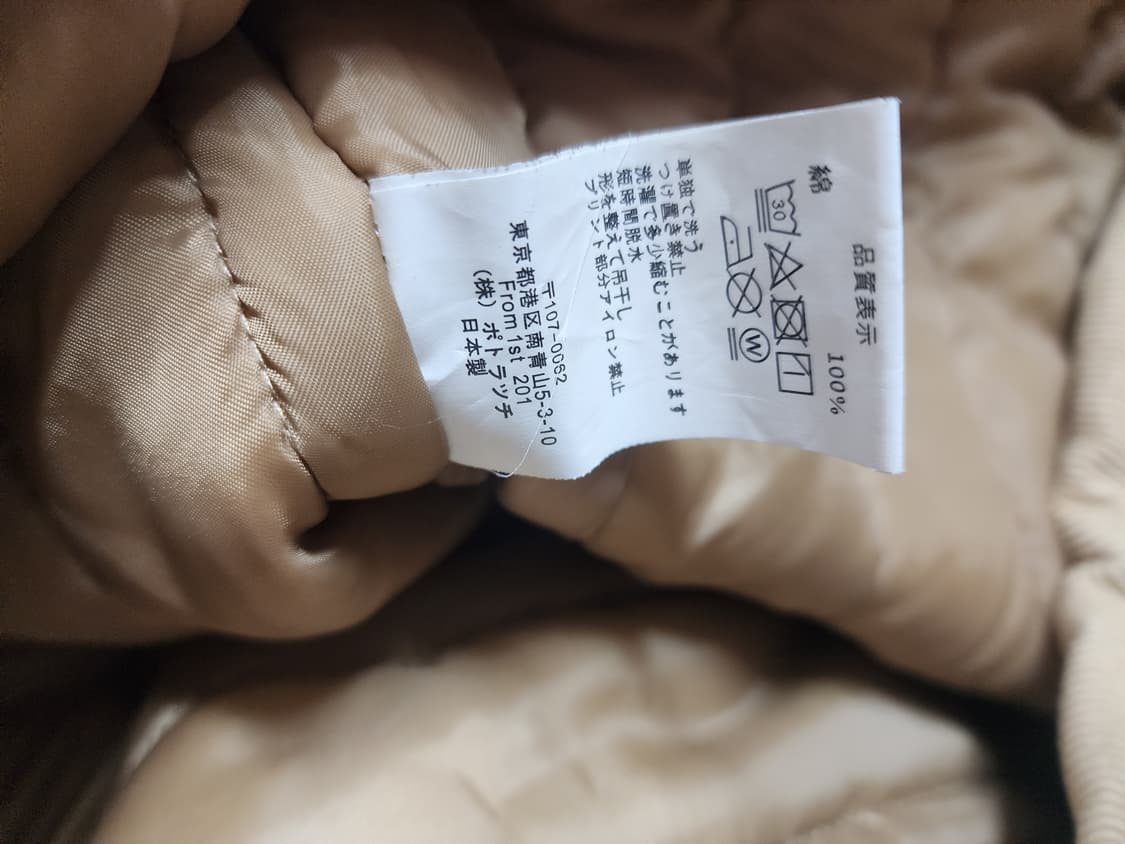 品質表示
綿 100%
30
W
単独で洗う
つけ置き禁止
洗濯で多少縮むことがあります
短時間脱水
形を整えて吊干し
プリント部分アイロン禁止
〒107-0062
東京都港区南青山5-3-10
From 1st 201
(株) ポトラッチ
日本製